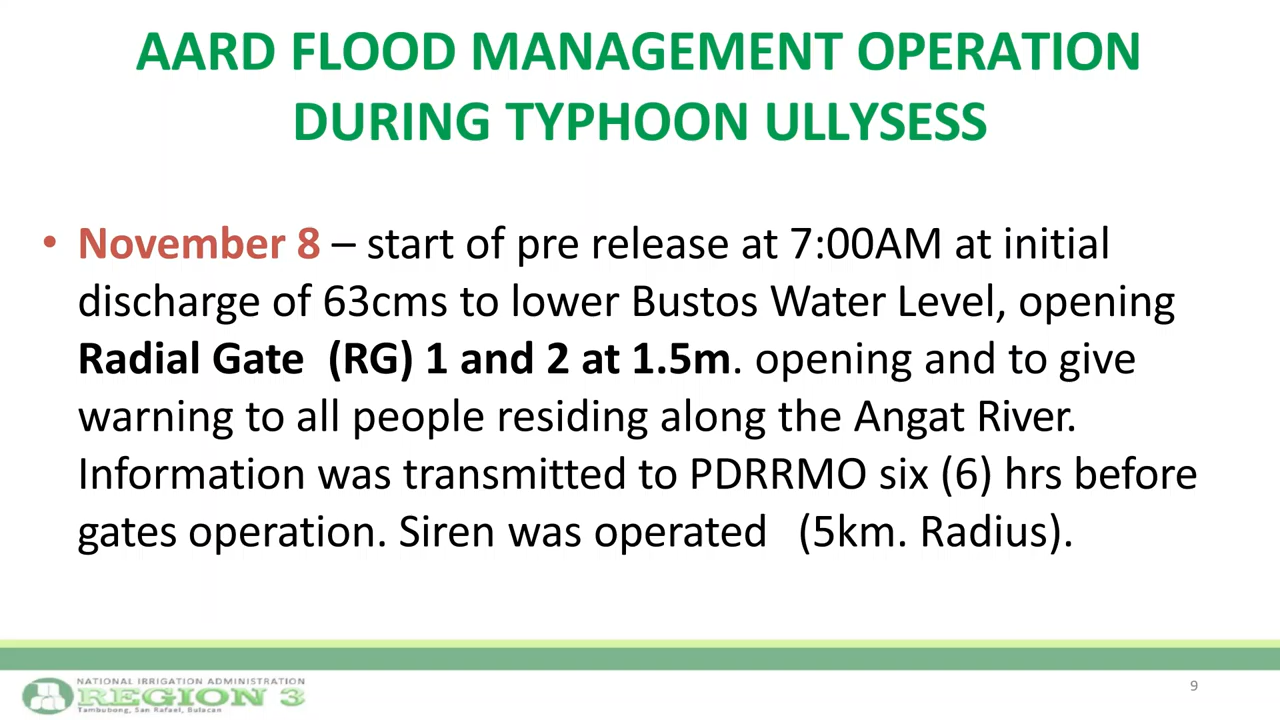 AARD FLOOD MANAGEMENT OPERATION
DURING TYPHOON ULLYSESS
• November 8 – start of pre release at 7:00AM at initial
discharge of 63cms to lower Bustos Water Level, opening
Radial Gate (RG) 1 and 2 at 1.5m. opening and to give
warning to all people residing along the Angat River.
Information was transmitted to PDRRMO six (6) hrs before
gates operation. Siren was operated (5km. Radius).
NATIONAL IRRIGATION ADMINISTRATION
REGION 3
Tambubong, San Rafael, Bulacan
9